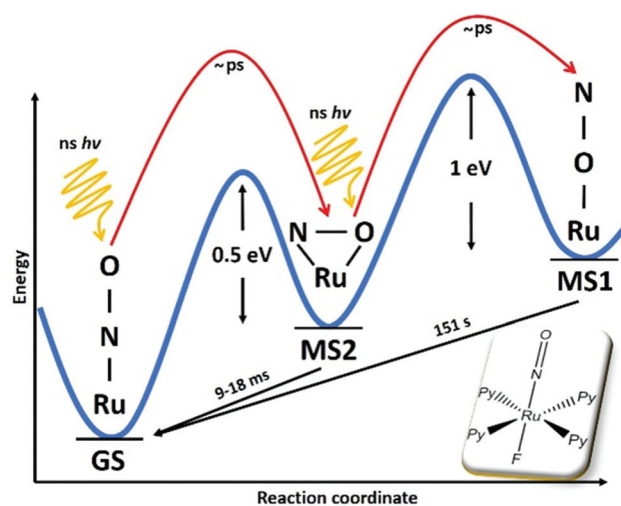 ~ps
~ps
ns hν
ns hν
N
O
Ru
1 eV
O
N
Ru
N
O
Ru
0.5 eV
MS1
MS2
GS
151 s
9-18 ms
O
N
Py
Py
Ru
Py
Py
F
Energy
Reaction coordinate